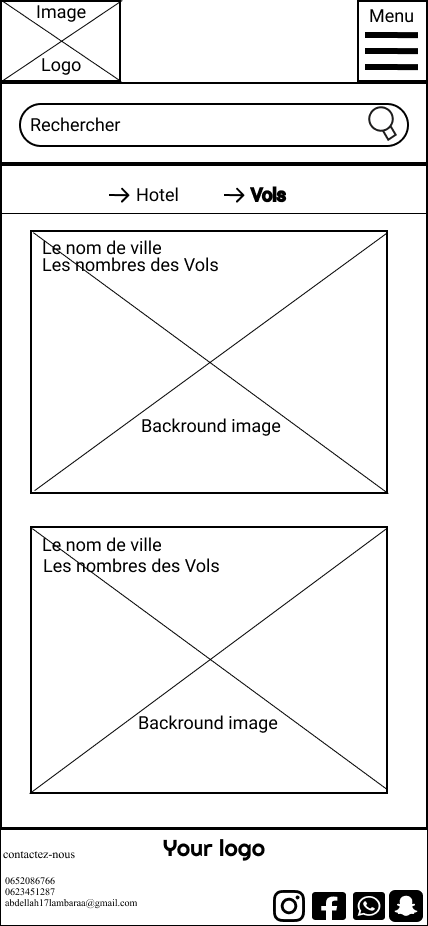 Image
Logo
Menu
Rechercher
Hotel
Vols
Le nom de ville
Les nombres des Vols
Backround image
Le nom de ville
Les nombres des Vols
Backround image
Your logo
contactez-nous
0652086766
0623451287
abdellah17lambaraa@gmail.com